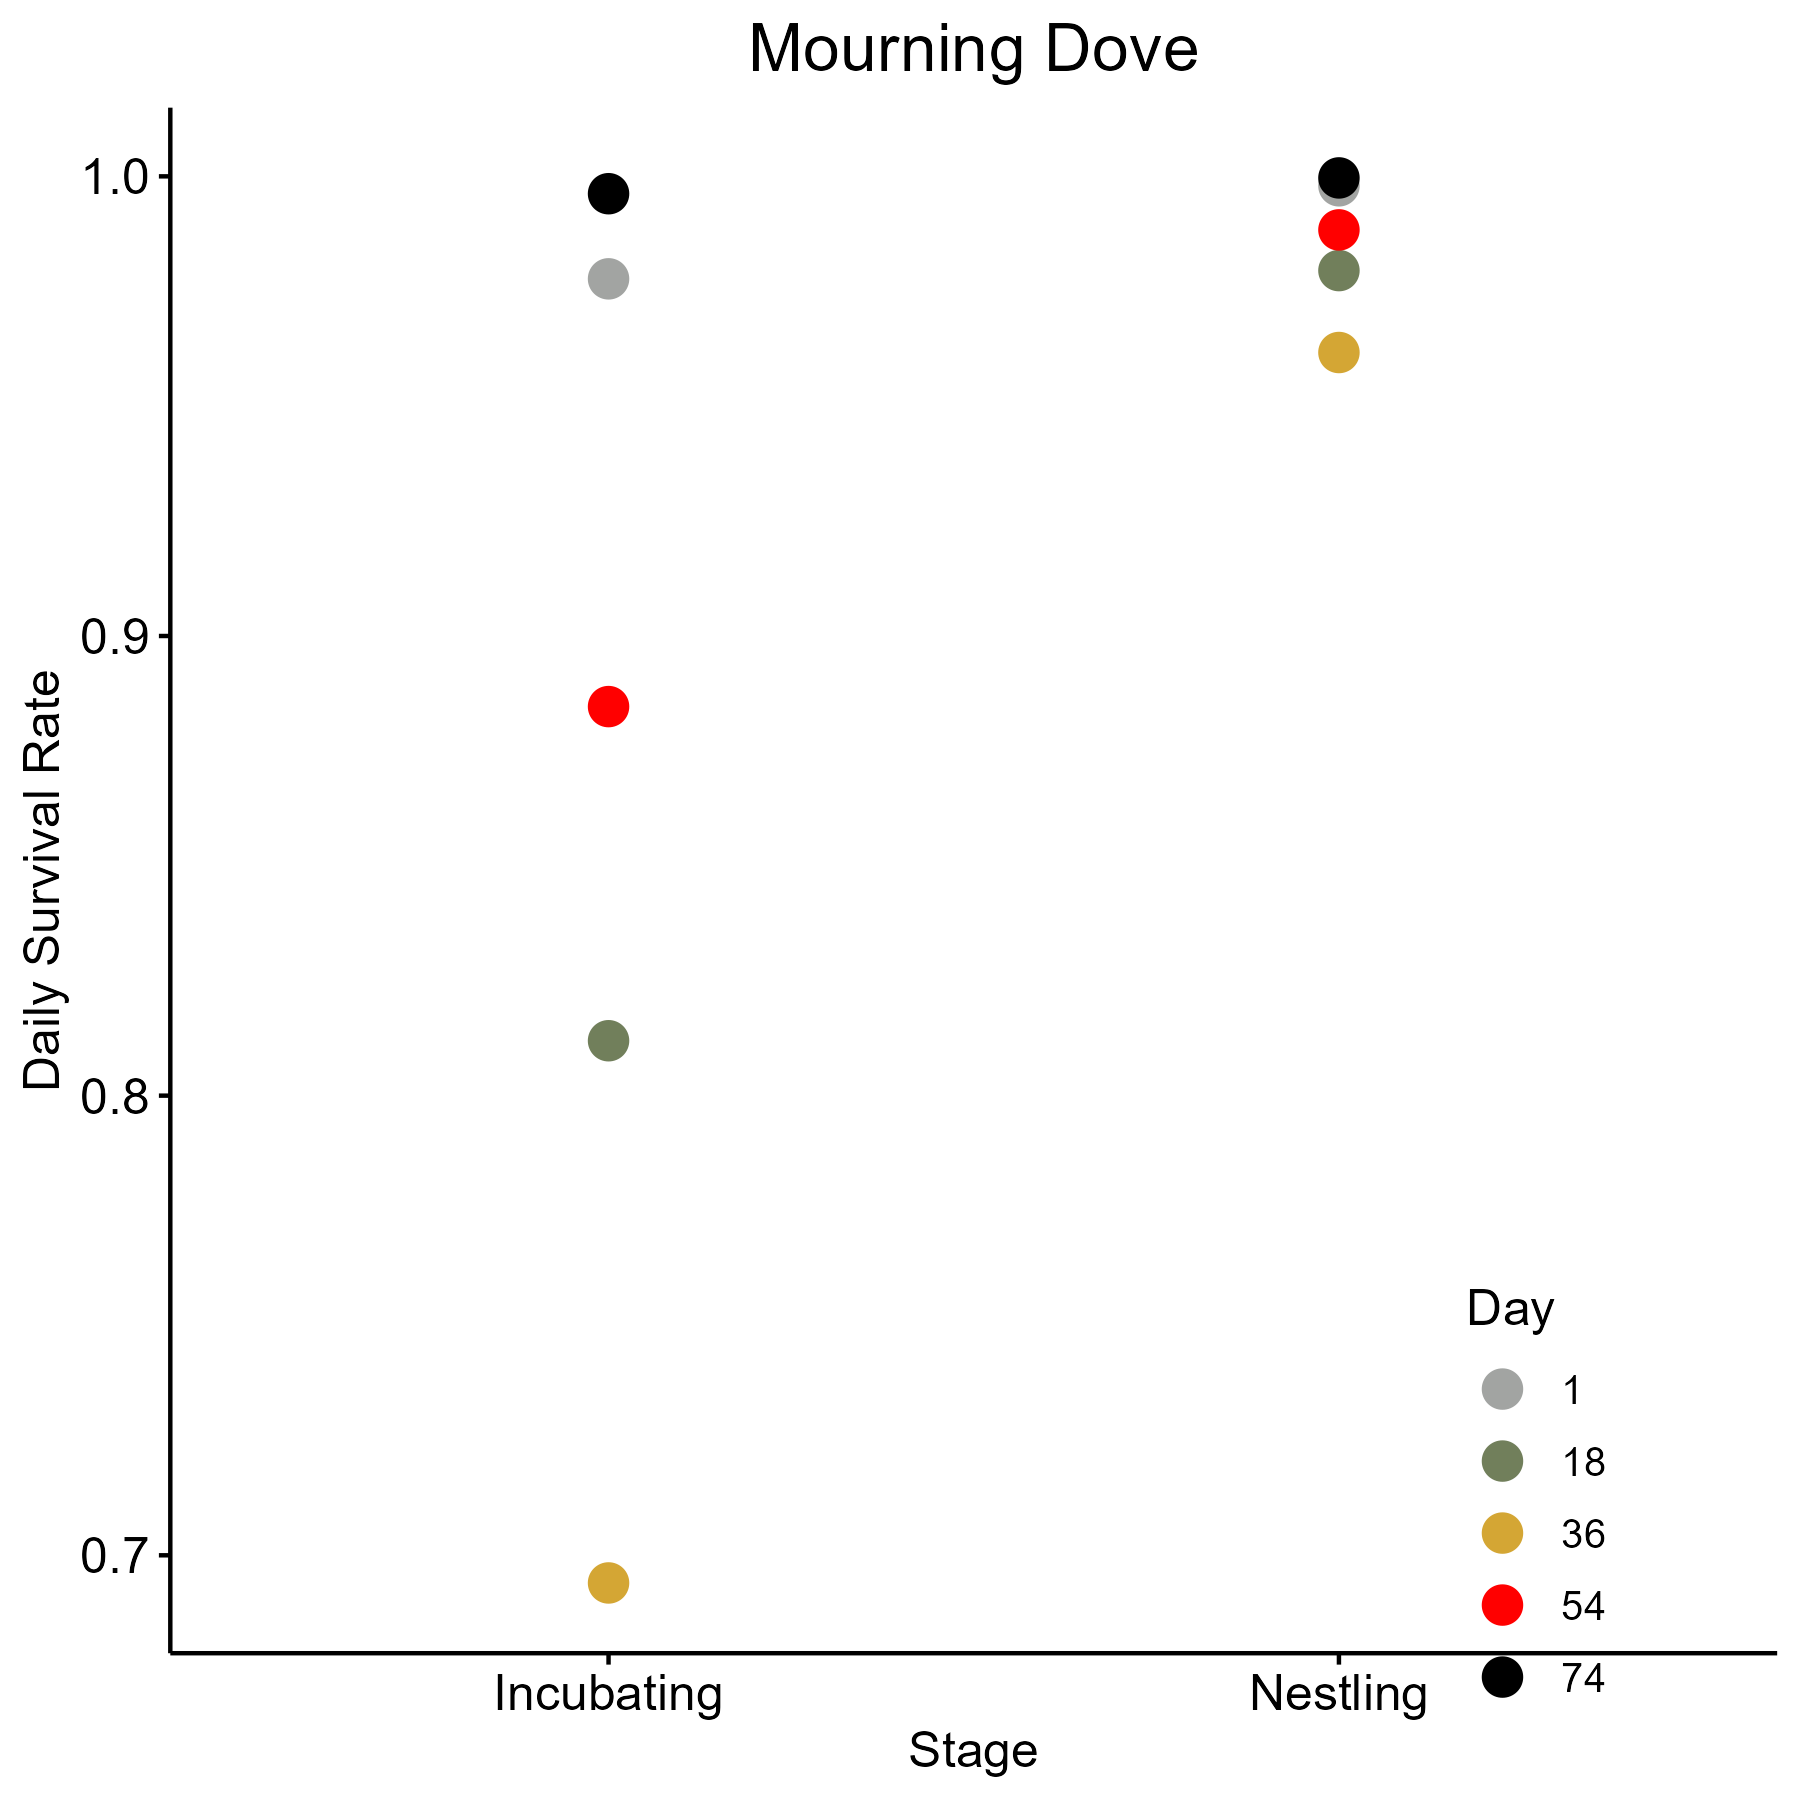 Mourning Dove
1.0
0.9
0.8
0.7
Daily Survival Rate
Incubating
Nestling
Stage
Day
1
18
36
54
74